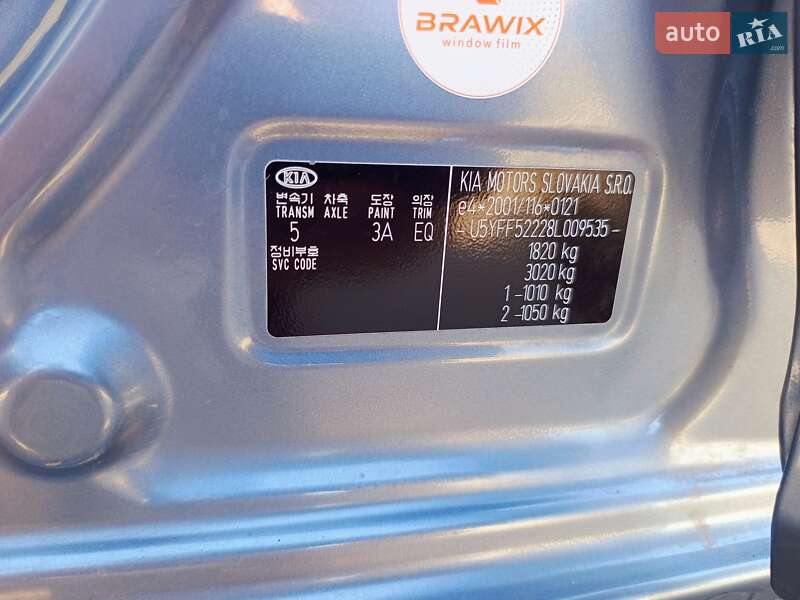 BRAWIX
window film
auto RIA
.com
KIA
변속기 차축 도장 의장
TRANSM AXLE PAINT TRIM
5 3A EQ
정비부호
SVC CODE
KIA MOTORS SLOVAKIA S.R.O.
e4*2001/116*0121
- U5YFF52228L009535 -
1820 kg
3020 kg
1 -1010 kg
2 -1050 kg